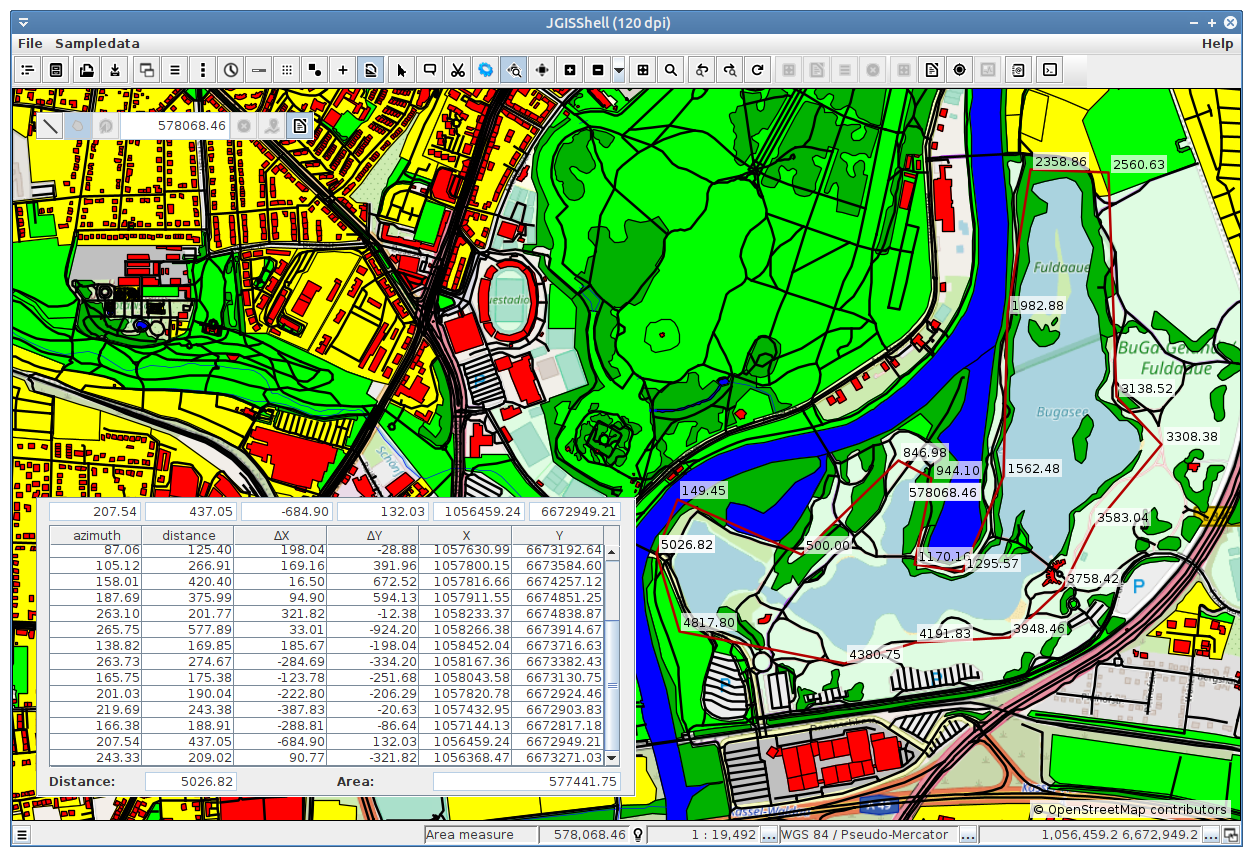 JGISShell (120 dpi)
File Sampledata Help
578068.46
2358.86
2560.63
Fuldaaue
1982.88
uestadio
BuGa Gel
Fuldaaue
3138.52
Bugasee
3308.38
846.98
944.10
1562.48
149.45
578068.46
3583.04
5026.82
500.00
1170.16
1295.57
3758.42
P
4817.80
4191.83
3948.46
4380.75
P
207.54 437.05 -684.90 132.03 1056459.24 6672949.21
azimuth distance ΔX ΔY X Y
87.06 125.40 198.04 -28.88 1057630.99 6673192.64
105.12 266.91 169.16 391.96 1057800.15 6673584.60
158.01 420.40 16.50 672.52 1057816.66 6674257.12
187.69 375.99 94.90 594.13 1057911.55 6674851.25
263.10 201.77 321.82 -12.38 1058233.37 6674838.87
265.75 577.89 33.01 -924.20 1058266.38 6673914.67
138.82 169.85 185.67 -198.04 1058452.04 6673716.63
263.73 274.67 -284.69 -334.20 1058167.36 6673382.43
165.75 175.38 -123.78 -251.68 1058043.58 6673130.75
201.03 190.04 -222.80 -206.29 1057820.78 6672924.46
219.69 243.38 -387.83 -20.63 1057432.95 6672903.83
166.38 188.91 -288.81 -86.64 1057144.13 6672817.18
207.54 437.05 -684.90 132.03 1056459.24 6672949.21
243.33 209.02 90.77 -321.82 1056368.47 6673271.03
Distance: 5026.82 Area: 577441.75
© OpenStreetMap contributors
Area measure 578,068.46 1 : 19,492 ... WGS 84 / Pseudo-Mercator ... 1,056,459.2 6,672,949.2 ...